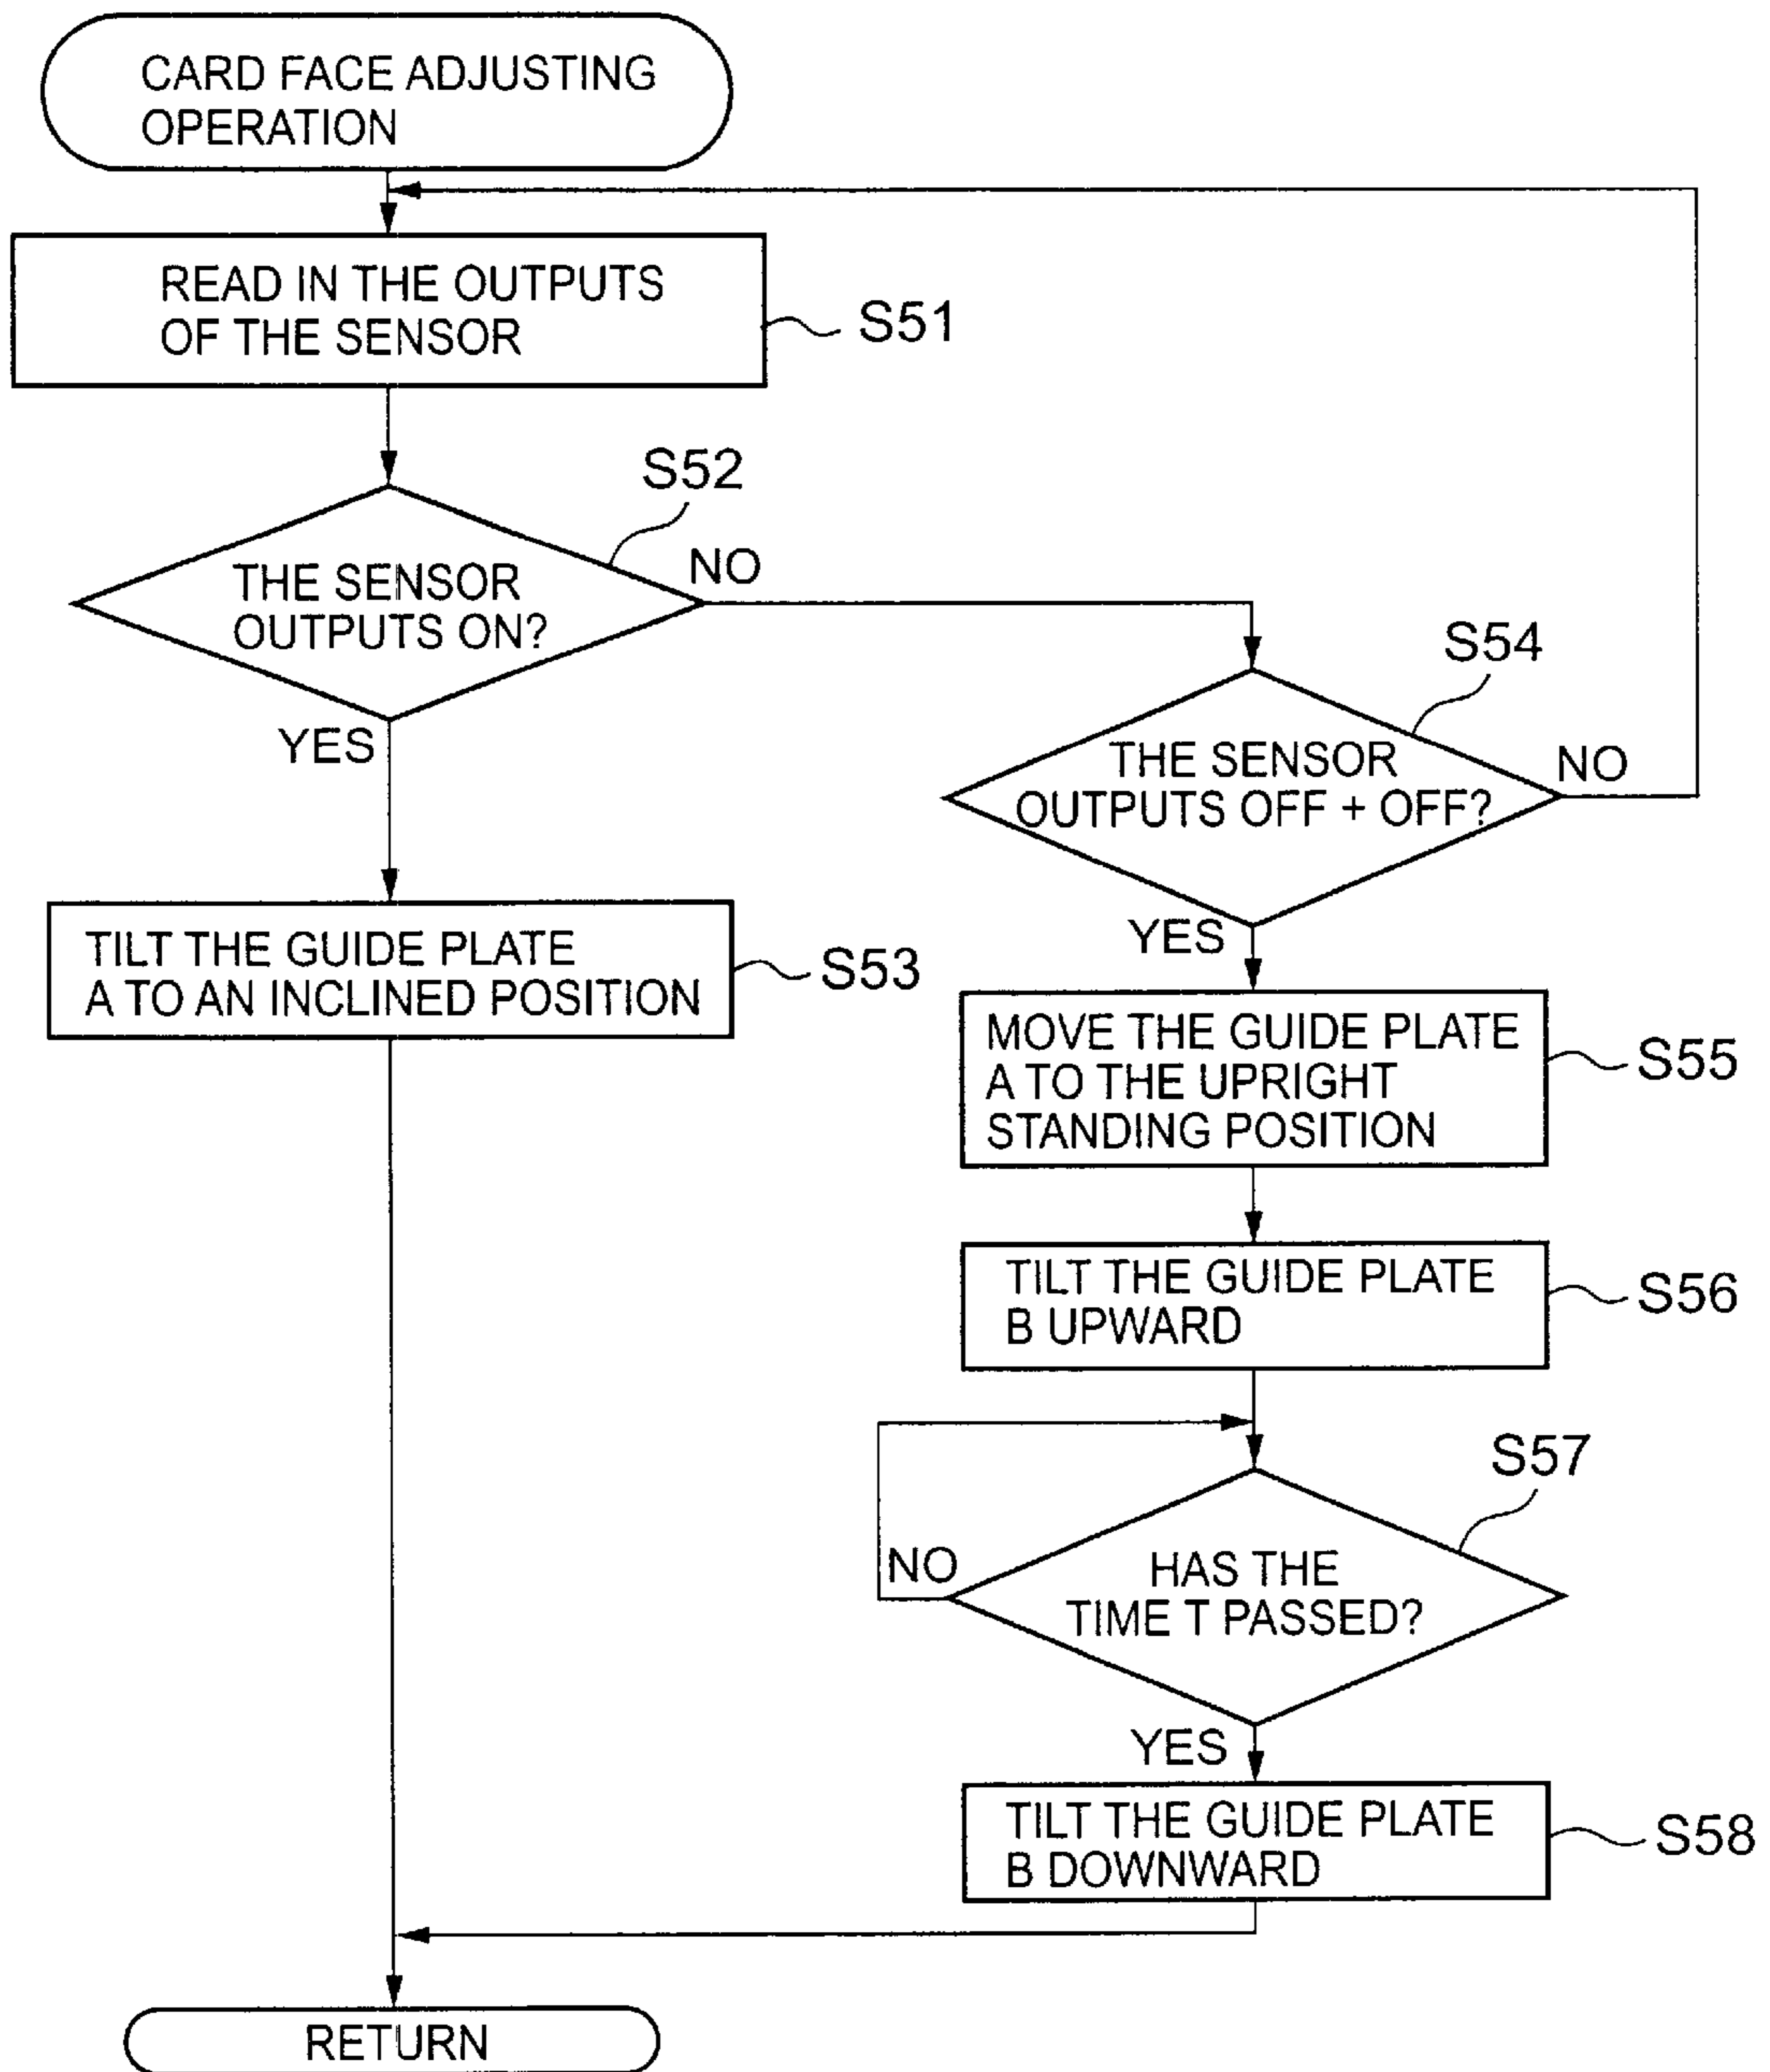 CARD FACE ADJUSTING
OPERATION
READ IN THE OUTPUTS
OF THE SENSOR
S51
S52
THE SENSOR
OUTPUTS ON?
NO
YES
TILT THE GUIDE PLATE
A TO AN INCLINED POSITION
S53
S54
THE SENSOR
OUTPUTS OFF + OFF?
NO
YES
MOVE THE GUIDE PLATE
A TO THE UPRIGHT
STANDING POSITION
S55
TILT THE GUIDE PLATE
B UPWARD
S56
S57
HAS THE
TIME T PASSED?
NO
YES
TILT THE GUIDE PLATE
B DOWNWARD
S58
RETURN